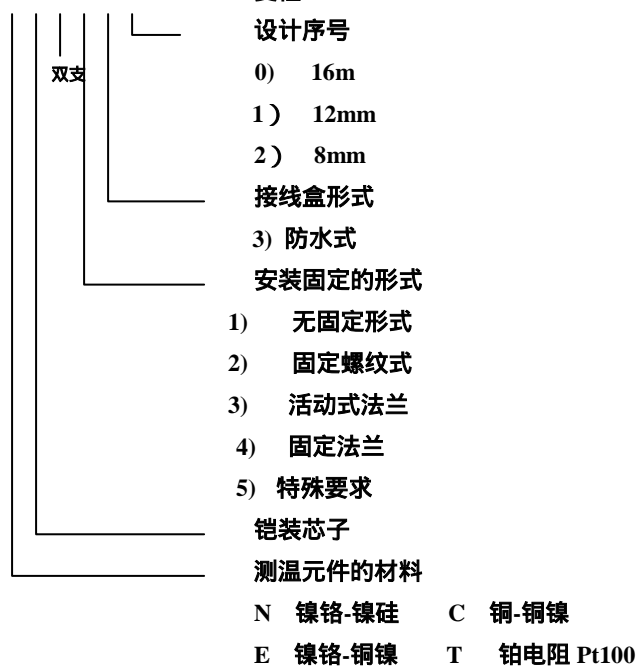 设计序号
双支
0) 16m
1） 12mm
2） 8mm
接线盒形式
3) 防水式
安装固定的形式
1) 无固定形式
2) 固定螺纹式
3) 活动式法兰
4) 固定法兰
5) 特殊要求
铠装芯子
测温元件的材料
N 镍铬-镍硅 C 铜-铜镍
E 镍铬-铜镍 T 铂电阻 Pt100